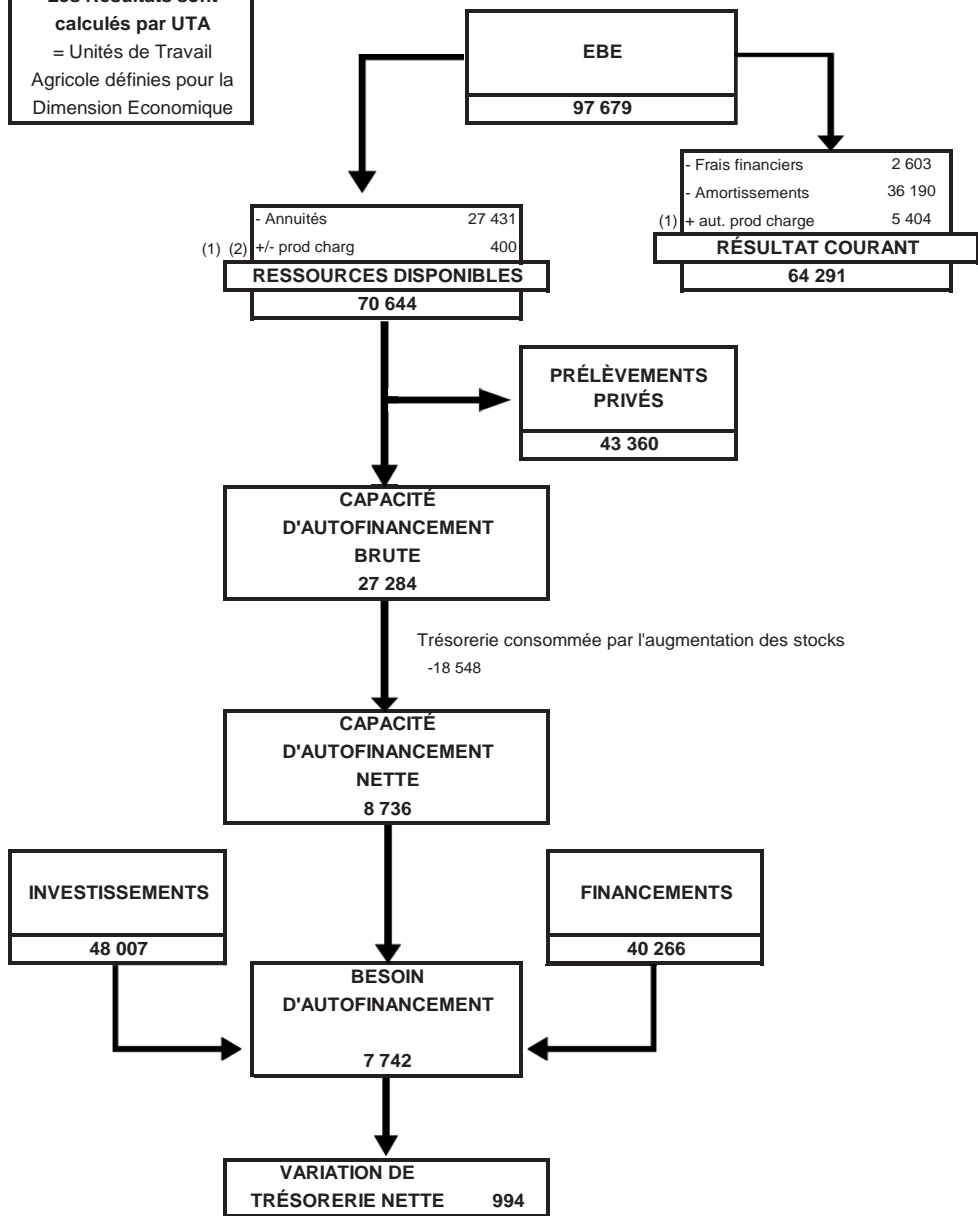 Les Résultats sont
calculés par UTA
= Unités de Travail
Agricole définies pour la
Dimension Economique
EBE
97 679
- Frais financiers 2 603
- Amortissements 36 190
(1) + aut. prod charge 5 404
RÉSULTAT COURANT
64 291
- Annuités 27 431
(1) (2) +/- prod charg 400
RESSOURCES DISPONIBLES
70 644
PRÉLÈVEMENTS
PRIVÉS
43 360
CAPACITÉ
D'AUTOFINANCEMENT
BRUTE
27 284
Trésorerie consommée par l'augmentation des stocks
-18 548
CAPACITÉ
D'AUTOFINANCEMENT
NETTE
8 736
INVESTISSEMENTS
48 007
FINANCEMENTS
40 266
BESOIN
D'AUTOFINANCEMENT
7 742
VARIATION DE
TRÉSORERIE NETTE 994